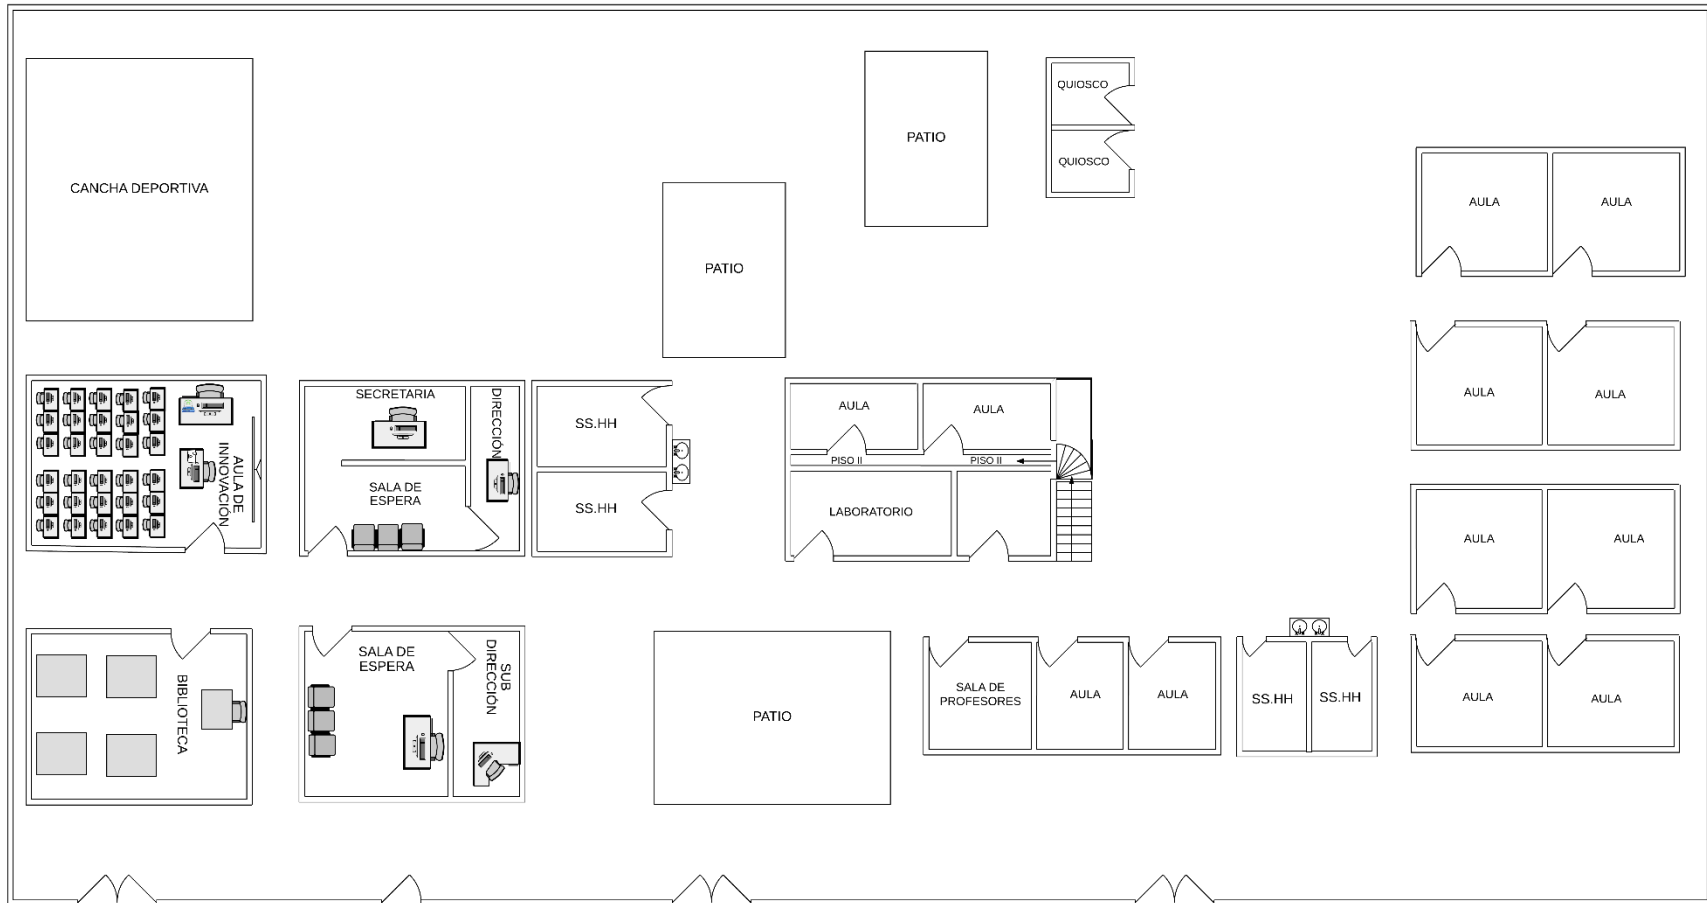 QUIOSCO
PATIO
QUIOSCO
CANCHA DEPORTIVA
AULA
AULA
PATIO
SECRETARIA
DIRECCIÓN
AULA
AULA
AULA
AULA
SS.HH
AULA DE
INNOVACIÓN
PISO II
PISO II
SALA DE
ESPERA
SS.HH
LABORATORIO
AULA
AULA
SALA DE
ESPERA
SUB
DIRECCIÓN
BIBLIOTECA
PATIO
SALA DE
PROFESORES
AULA
AULA
SS.HH
SS.HH
AULA
AULA